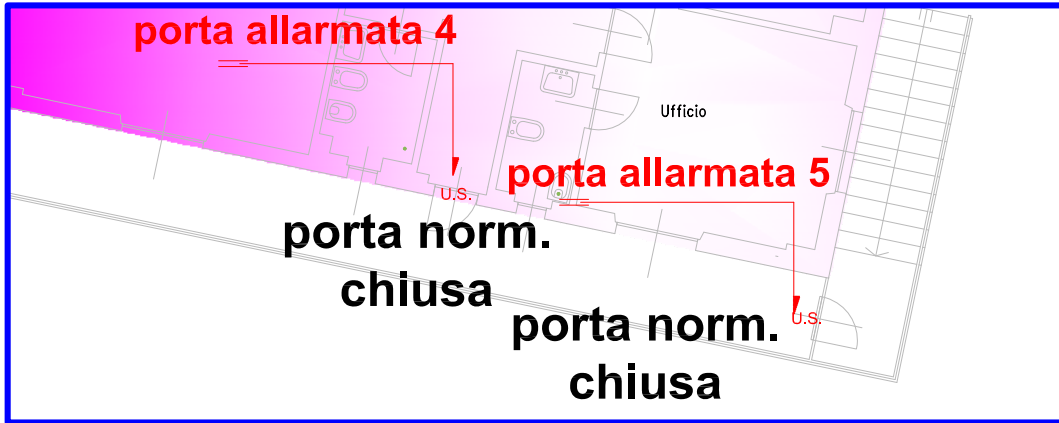 porta allarmata 4
Ufficio
porta allarmata 5
U.S.
porta norm.
chiusa
U.S.
porta norm.
chiusa